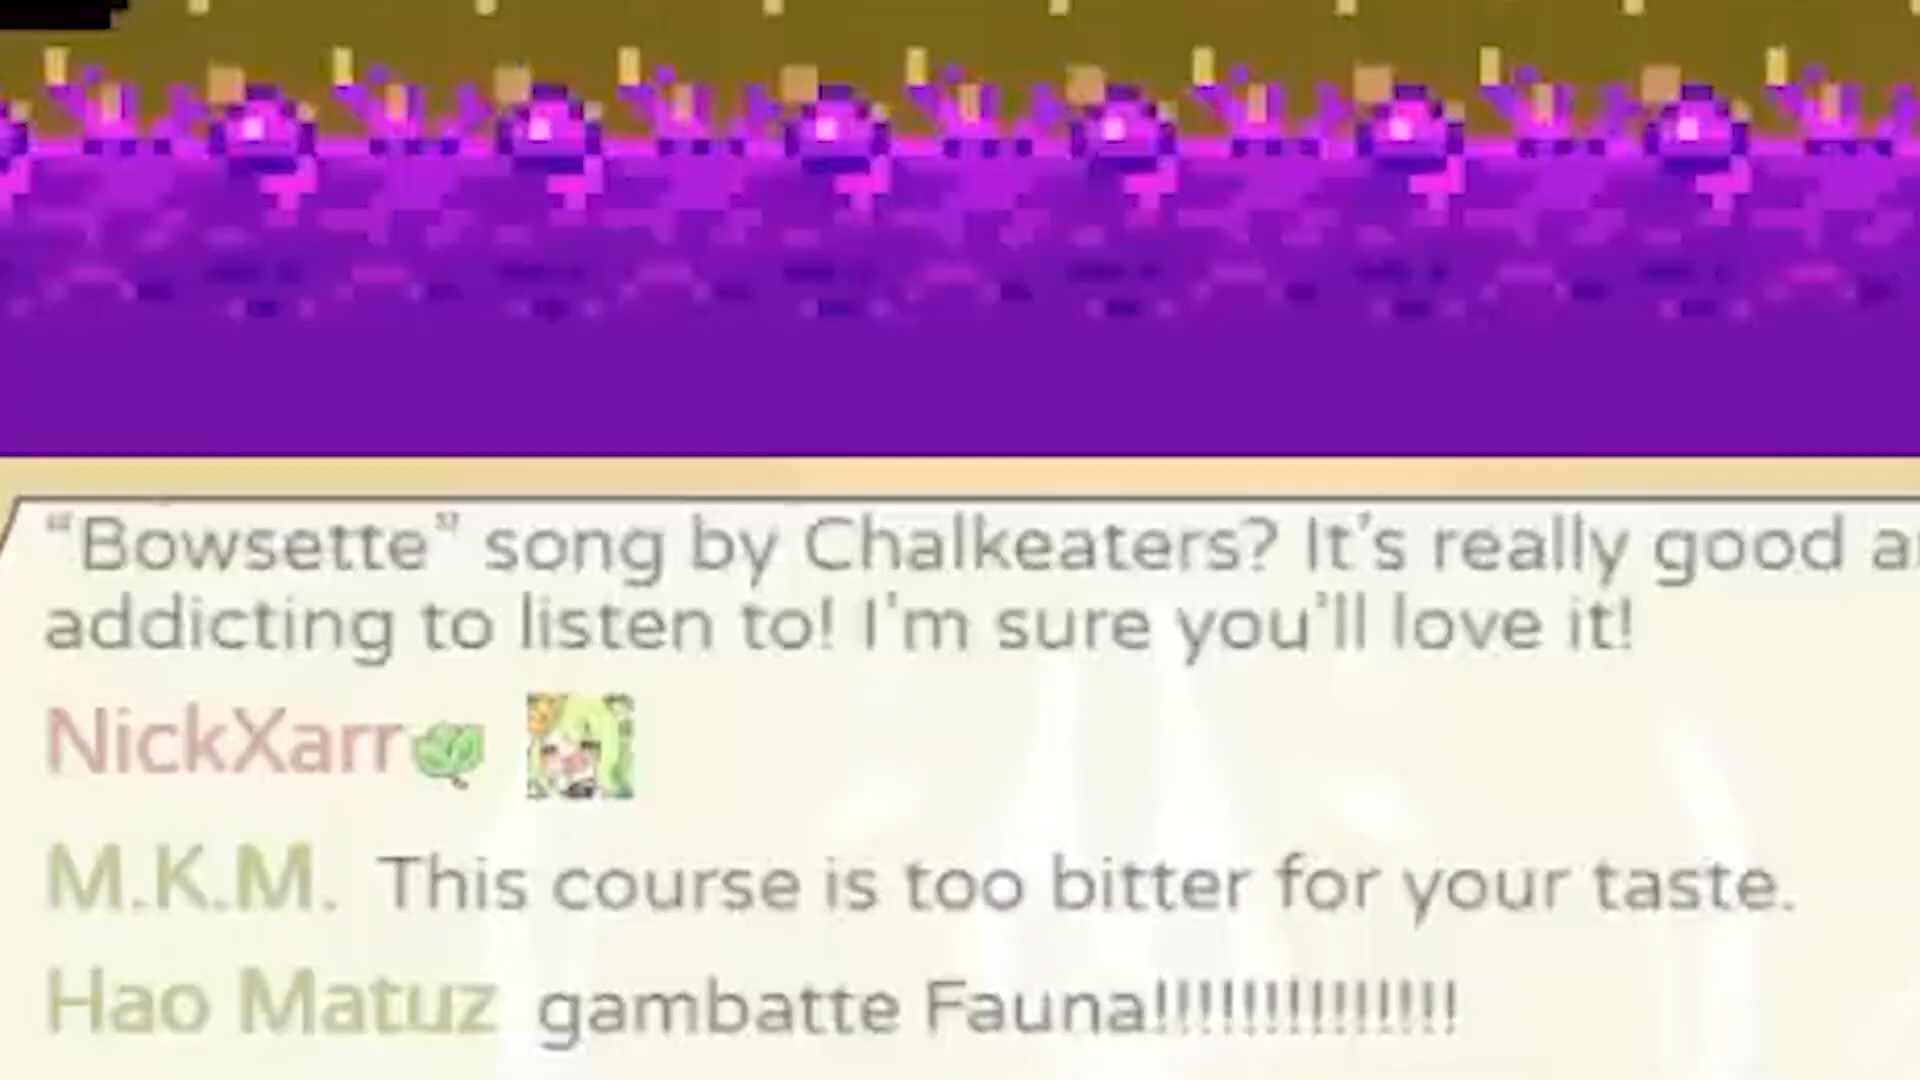 “Bowsette” song by Chalkeaters? It's really good
addicting to listen to! I'm sure you'll love it!
NickXarr
M.K.M. This course is too bitter for your taste.
Hao Matuz gambatte Fauna!!!!!!!!!!!!!!